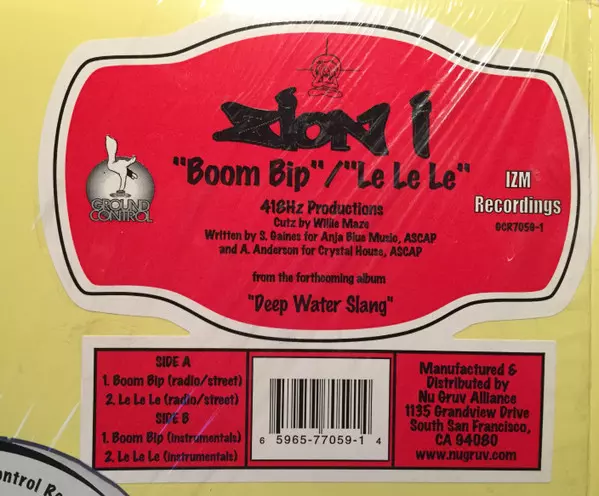 ZION I
"Boom Bip"/"Le Le Le"
GROUND
CONTROL
IZM
Recordings
GCR7059-1
418Hz Productions
Cutz by Willie Maze
Written by S. Gaines for Anja Blue Music, ASCAP
and A. Anderson for Crystal House, ASCAP
from the forthcoming album
"Deep Water Slang"
SIDE A
1. Boom Bip (radio/street)
2. Le Le Le (radio/street)
SIDE B
1. Boom Bip (instrumentals)
2. Le Le Le (instrumentals)
6 5965-77059-1 4
Manufactured &
Distributed by
Nu Gruv Alliance
1135 Grandview Drive
South San Francisco,
CA 94080
www.nugruv.com
ontrol Re